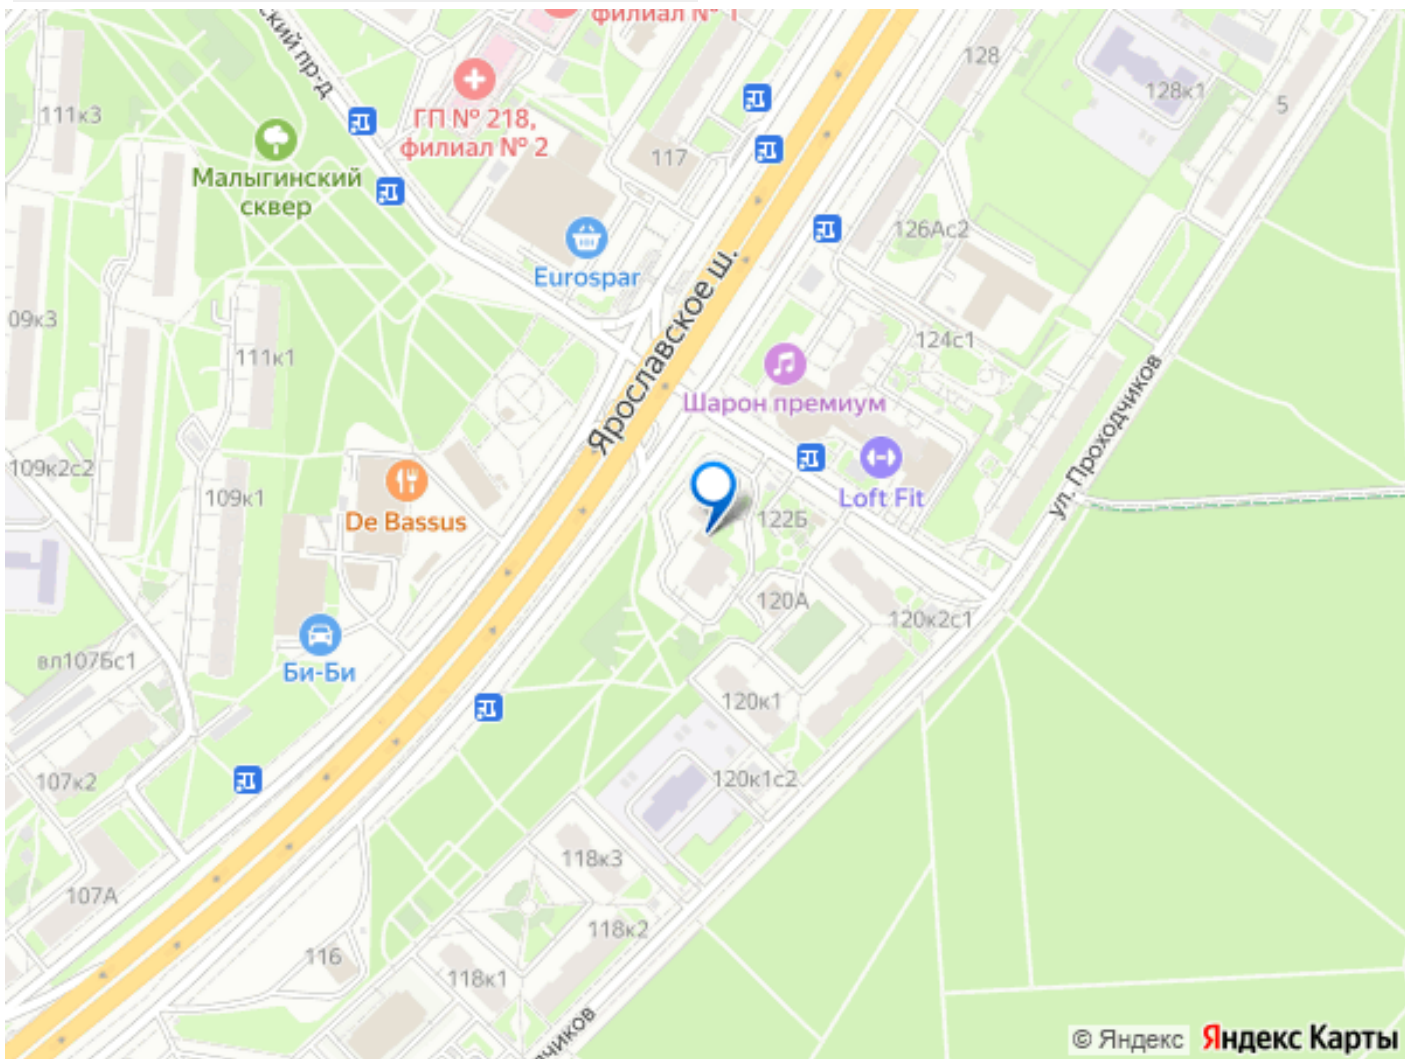 филиал № 1
ский пр-д
128
128к1
5
111к3
ГП № 218,
филиал № 2
117
Малыгинский
сквер
126Ас2
Eurospar
Ярославское ш.
09к3
111к1
124с1
Шарон премиум
ул. Проходчиков
109к2с2
109к1
De Bassus
Loft Fit
122Б
120А
120к2с1
вл107Бс1
Би-Би
120к1
107к2
120к1с2
118к3
107А
118к2
116
118к1
чиков
© Яндекс Яндекс Карты